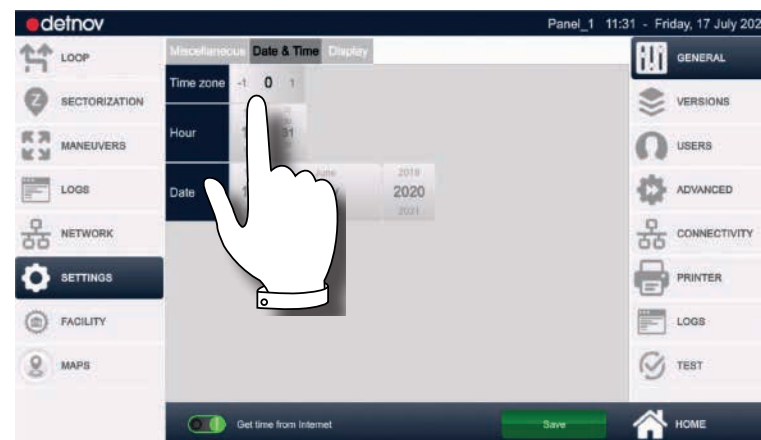 detnov
Panel_1 11:31 - Friday, 17 July 202
LOOP
SECTORIZATION
MANEUVERS
LOGS
NETWORK
SETTINGS
FACILITY
MAPS
Miscellaneous Date & Time Display
Time zone -1 0 1
Hour 31
Date June 2019
2020
2021
Get time from Internet
Save
GENERAL
VERSIONS
USERS
ADVANCED
CONNECTIVITY
PRINTER
LOGS
TEST
HOME